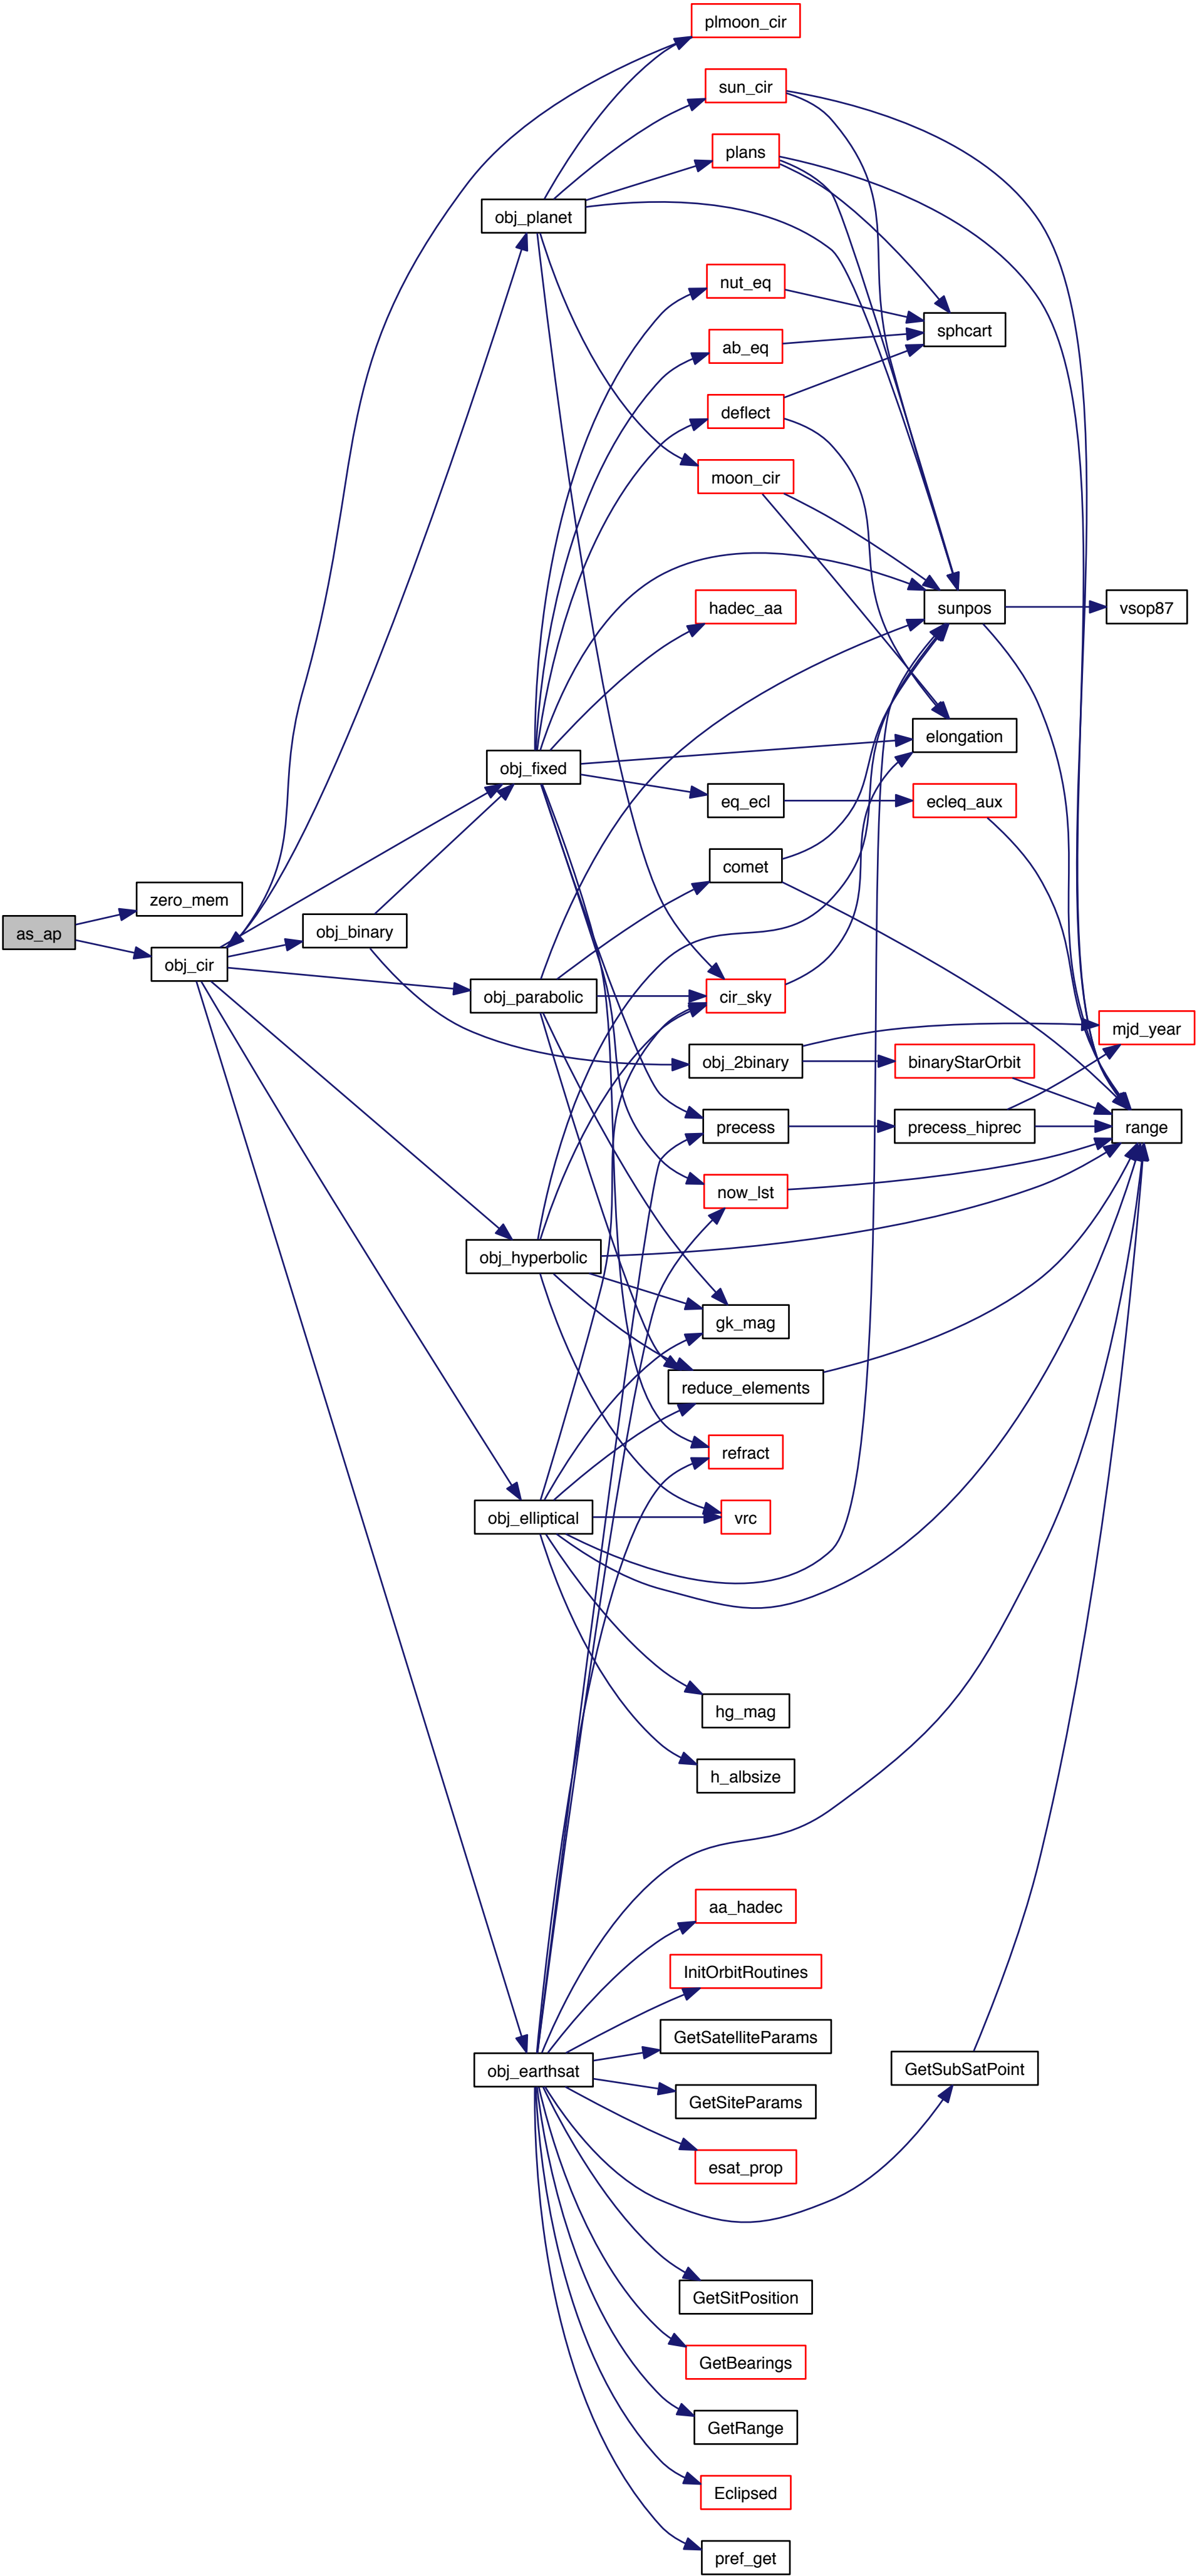 plmoon_cir
sun_cir
plans
obj_planet
nut_eq
sphcart
ab_eq
deflect
moon_cir
hadec_aa
sunpos
vsop87
elongation
obj_fixed
eq_ecl
ecleq_aux
comet
zero_mem
as_ap
obj_binary
obj_cir
obj_parabolic
cir_sky
mjd_year
obj_2binary
binaryStarOrbit
precess
precess_hiprec
range
now_lst
obj_hyperbolic
gk_mag
reduce_elements
refract
obj_elliptical
vrc
hg_mag
h_albsize
aa_hadec
InitOrbitRoutines
GetSatelliteParams
obj_earthsat
GetSubSatPoint
GetSiteParams
esat_prop
GetSitPosition
GetBearings
GetRange
Eclipsed
pref_get